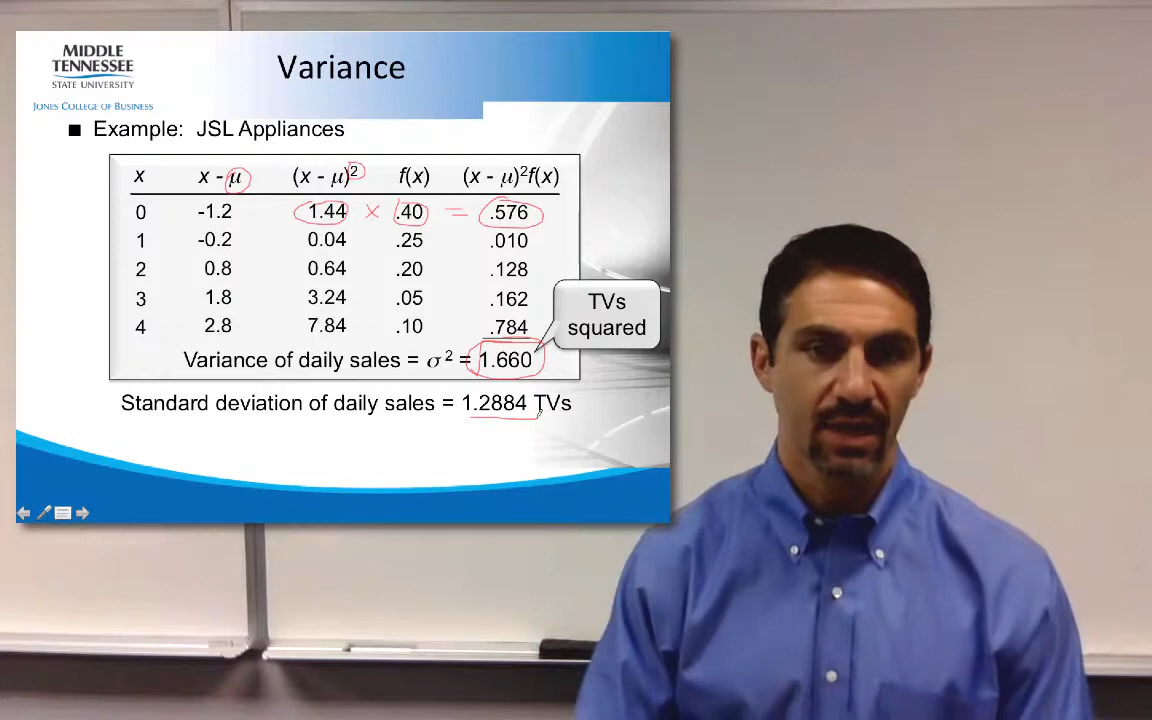 MIDDLE
TENNESSEE
STATE UNIVERSITY
JONES COLLEGE OF BUSINESS
Variance
■ Example: JSL Appliances
x x - μ (x - μ)² f(x) (x - μ)²f(x)
0 -1.2 1.44 × .40 = .576
1 -0.2 0.04 .25 .010
2 0.8 0.64 .20 .128
3 1.8 3.24 .05 .162
4 2.8 7.84 .10 .784
TVs
squared
Variance of daily sales = σ ² = 1.660
Standard deviation of daily sales = 1.2884 TVs